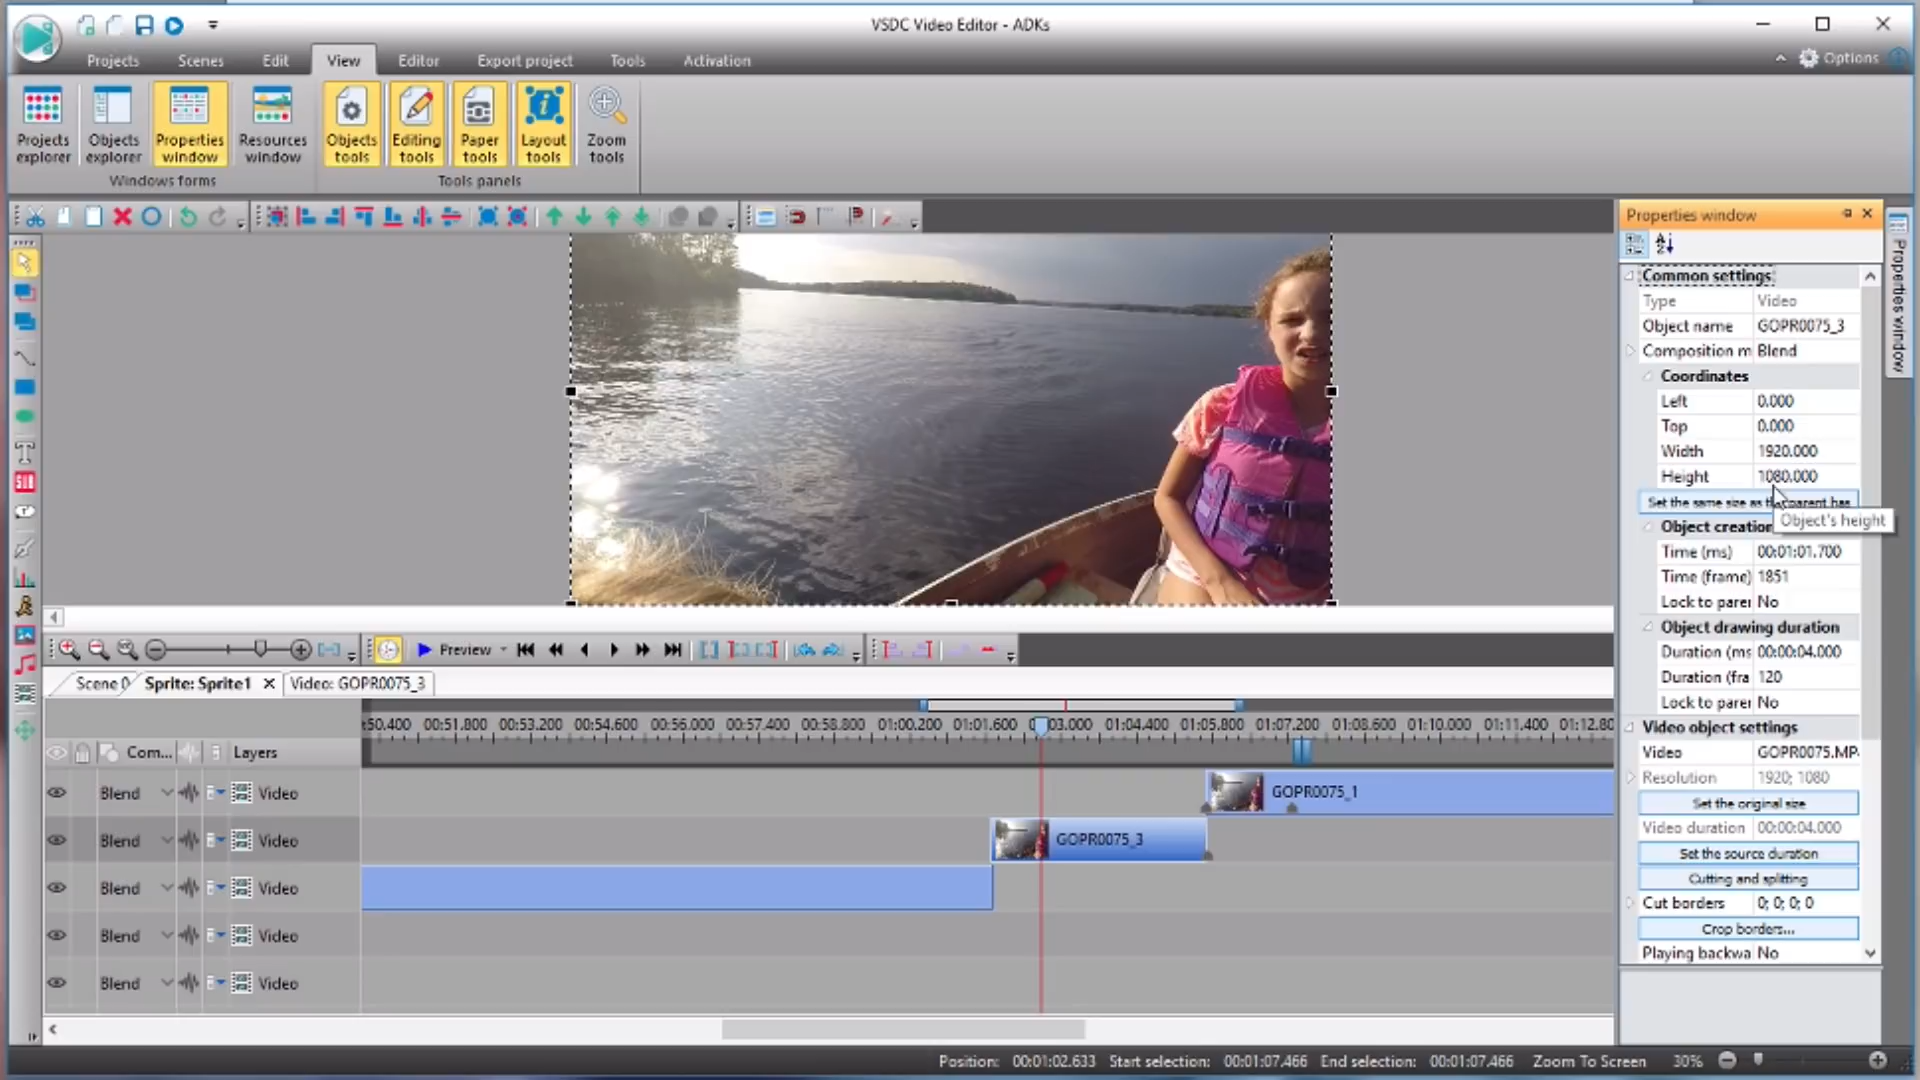 VSDC Video Editor - ADKs
Projects Scenes Edit View Editor Export project Tools Activation
Options
Projects explorer
Objects explorer
Properties window
Resources window
Objects tools
Editing tools
Paper tools
Layout tools
Zoom tools
Windows forms
Tools panels
Properties window
Properties window
Common settings
Type Video
Object name GOPR0075_3
Composition m Blend
Coordinates
Left 0.000
Top 0.000
Width 1920.000
Height 1080.000
Set the same size as the parent has
Object's height
Object creation
Time (ms) 00:01:01.700
Time (frame) 1851
Lock to parer No
Object drawing duration
Duration (ms 00:00:04.000
Duration (fra 120
Lock to parer No
Video object settings
Video GOPR0075.MP
Resolution 1920; 1080
Set the original size
Video duration 00:00:04.000
Set the source duration
Cutting and splitting
Cut borders 0; 0; 0; 0
Crop borders...
Playing backwa No
Preview
Scene 0 Sprite: Sprite1 Video: GOPR0075_3
:50.400 00:51.800 00:53.200 00:54.600 00:56.000 00:57.400 00:58.800 01:00.200 01:01.600 03.000 01:04.400 01:05.800 01:07.200 01:08.600 01:10.000 01:11.400 01:12.80
Com... Layers
Blend Video GOPR0075_1
Blend Video GOPR0075_3
Blend Video
Blend Video
Blend Video
Position: 00:01:02.633 Start selection: 00:01:07.466 End selection: 00:01:07.466 Zoom To Screen 30%